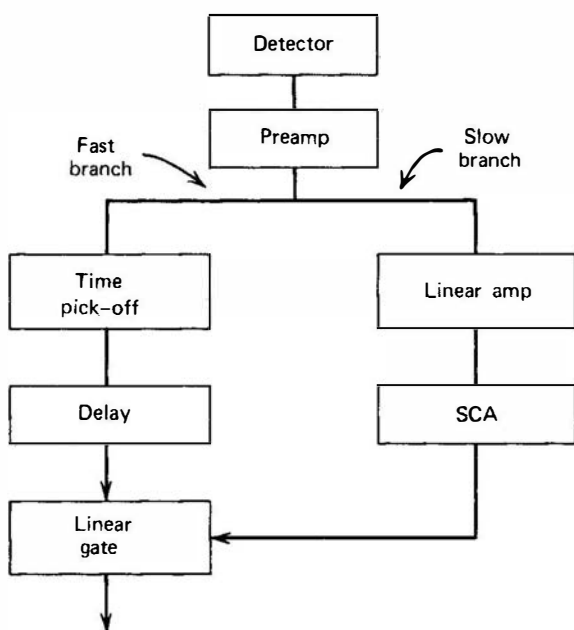 Detector
Preamp
Fast
branch
Slow
branch
Time
pick-off
Linear amp
Delay
SCA
Linear
gate